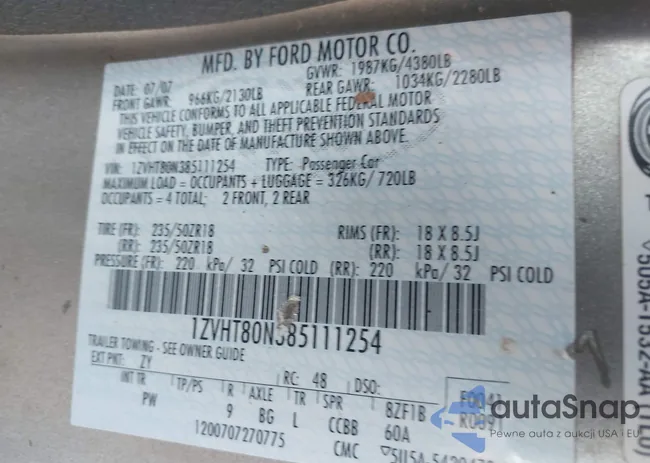 MFD. BY FORD MOTOR CO.
DATE: 07/07 GVWR: 1987KG/4380LB
FRONT GAWR: 966KG/2130LB REAR GAWR: 1034KG/2280LB
THIS VEHICLE CONFORMS TO ALL APPLICABLE FEDERAL MOTOR
VEHICLE SAFETY, BUMPER, AND THEFT PREVENTION STANDARDS
IN EFFECT ON THE DATE OF MANUFACTURE SHOWN ABOVE.
VIN: 1ZVHT80N385111254 TYPE: Passenger Car
MAXIMUM LOAD = OCCUPANTS + LUGGAGE = 326KG/720LB
OCCUPANTS = 4 TOTAL: 2 FRONT, 2 REAR
TIRE (FR): 235/50ZR18 RIMS (FR): 18 X 8.5J
(RR): 235/50ZR18 (RR): 18 X 8.5J
PRESSURE (FR): 220 kPa/ 32 PSI COLD (RR): 220 kPa/ 32 PSI COLD
1ZVHT80N385111254
TRAILER TOWING - SEE OWNER GUIDE
EXT PNT: ZY RC: 48 DSO:
INT TR TP/PS R AXLE TR SPR 8ZF1B
PW 9 BG L CCBB 60A
1200707270775 CMC
autaSnap
Pewne auta z aukcji USA i EU